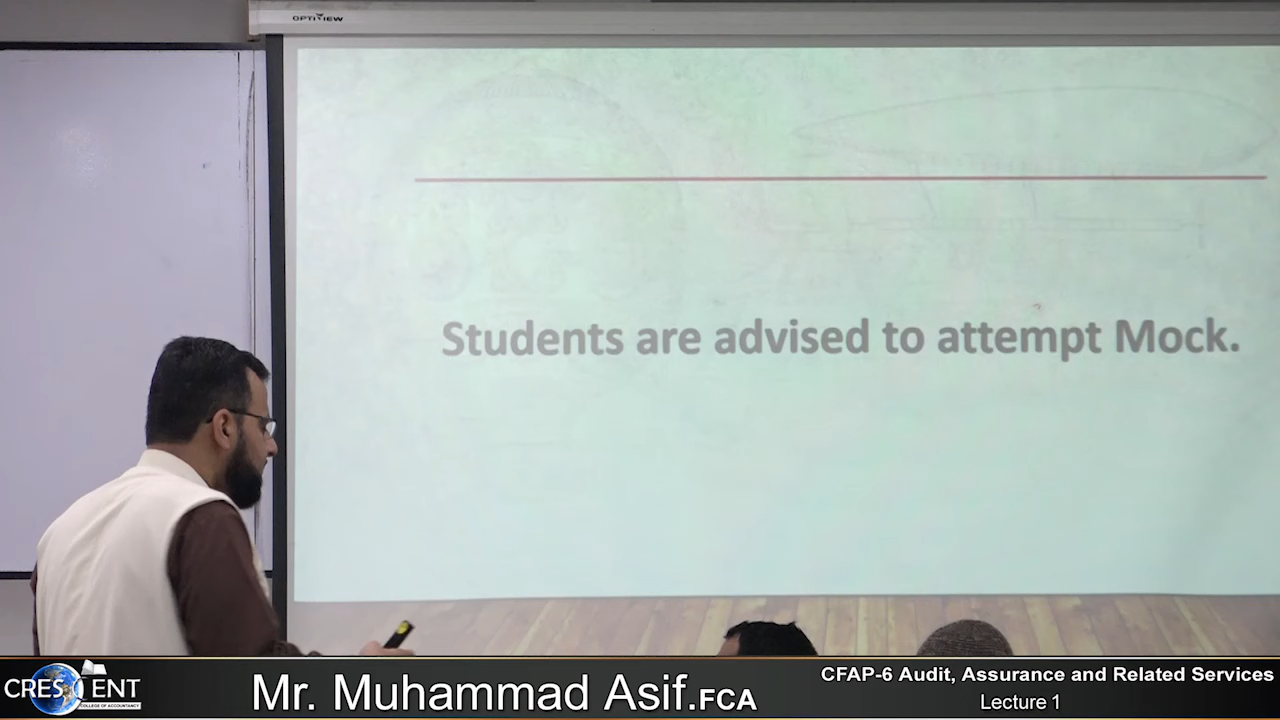 OPTIVIEW
Students are advised to attempt Mock.
CRESCENT
COLLEGE OF ACCOUNTANCY
Mr. Muhammad Asif.FCA
CFAP-6 Audit, Assurance and Related Services
Lecture 1